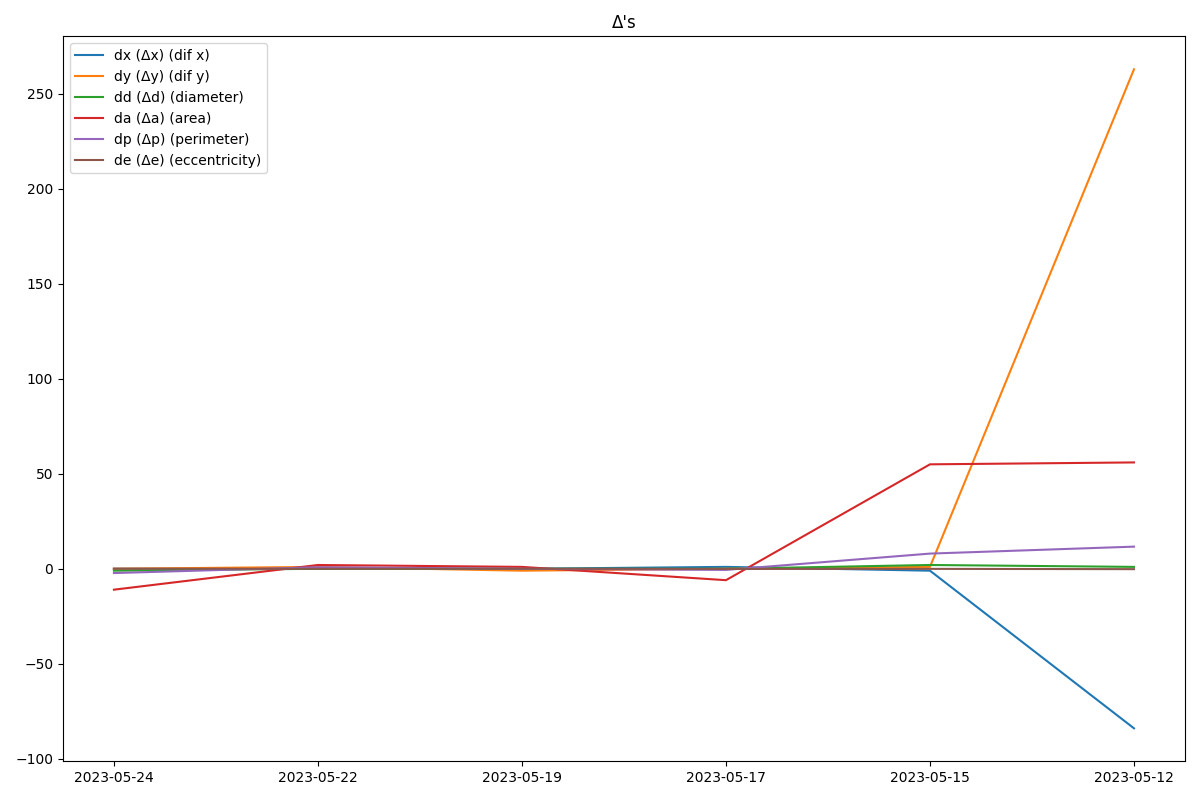 Δ's
dx (Δx) (dif x)
dy (Δy) (dif y)
dd (Δd) (diameter)
da (Δa) (area)
dp (Δp) (perimeter)
de (Δe) (eccentricity)
250
200
150
100
50
0
−50
−100
2023-05-24 2023-05-22 2023-05-19 2023-05-17 2023-05-15 2023-05-12